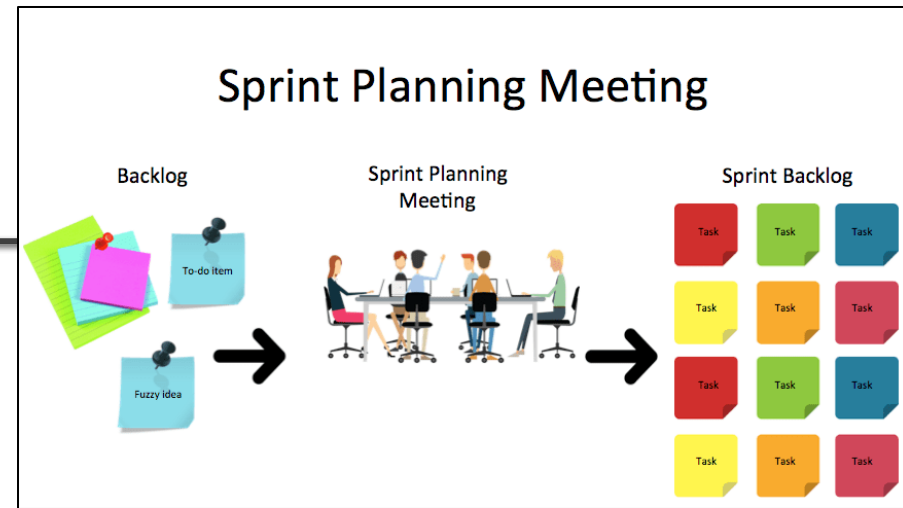 Sprint Planning Meeting
Backlog
To-do item
Fuzzy idea
Sprint Planning
Meeting
Sprint Backlog
Task
Task
Task
Task
Task
Task
Task
Task
Task
Task
Task
Task